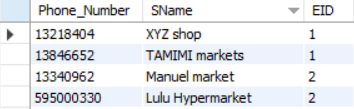 Phone_Number SName EID
13218404 XYZ shop 1
13846652 TAMIMI markets 1
13340962 Manuel market 2
595000330 Lulu Hypermarket 2